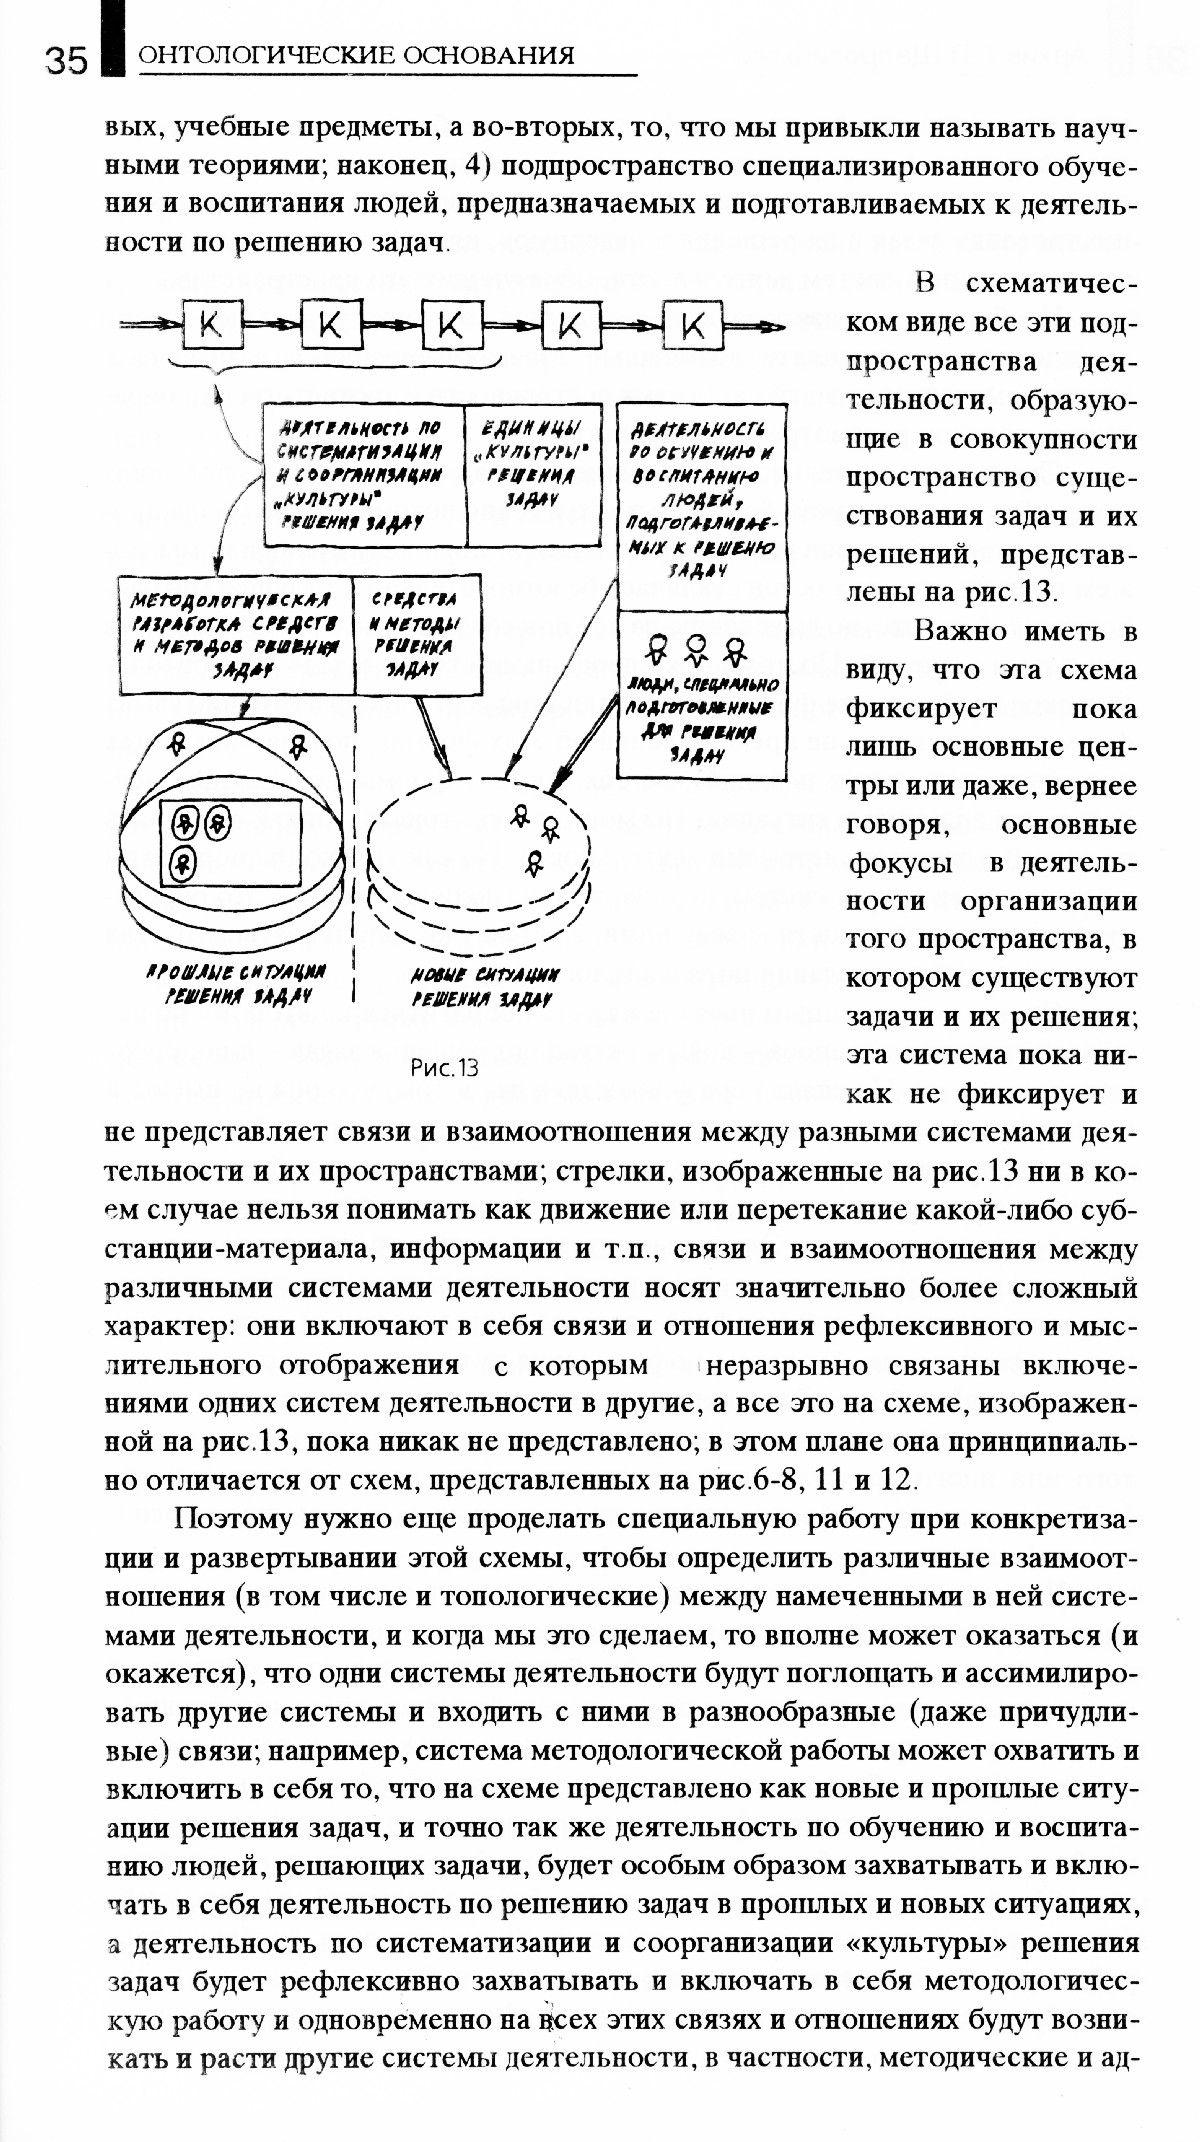 35 ОНТОЛОГИЧЕСКИЕ ОСНОВАНИЯ
вых, учебные предметы, а во-вторых, то, что мы привыкли называть науч-
ными теориями; наконец, 4) подпространство специализированного обуче-
ния и воспитания людей, предназначаемых и подготавливаемых к деятель-
ности по решению задач.
К К К К К
ДЕЯТЕЛЬНОСТЬ ПО
СИСТЕМАТИЗАЦИИ
И СООРГАНИЗАЦИИ
„КУЛЬТУРЫ"
РЕШЕНИЯ ЗАДАЧ
ЕДИНИЦЫ
„КУЛЬТУРЫ"
РЕШЕНИЯ
ЗАДАЧ
ДЕЯТЕЛЬНОСТЬ
ПО ОБУЧЕНИЮ И
ВОСПИТАНИЮ
ЛЮДЕЙ,
ПОДГОТАВЛИВАЕ-
МЫХ К РЕШЕНЮ
ЗАДАЧ
МЕТОДОЛОГИЧЕСКАЯ
РАЗРАБОТКА СРЕДСТВ
И МЕТОДОВ РЕШЕНИЯ
ЗАДАЧ
СРЕДСТВА
И МЕТОДЫ
РЕШЕНИЯ
ЗАДАЧ
ЛЮДИ, СПЕЦИАЛЬНО
ПОДГОТОВЛЕННЫЕ
ДЛЯ РЕШЕНИЯ
ЗАДАЧ
ПРОШЛЫЕ СИТУАЦИИ
РЕШЕНИЯ ЗАДАЧ
НОВЫЕ СИТУАЦИИ
РЕШЕНИЯ ЗАДАЧ
Рис.13
В схематичес-
ком виде все эти под-
пространства дея-
тельности, образую-
щие в совокупности
пространство суще-
ствования задач и их
решений, представ-
лены на рис.13.
Важно иметь в
виду, что эта схема
фиксирует пока
лишь основные цен-
тры или даже, вернее
говоря, основные
фокусы в деятель-
ности организации
того пространства, в
котором существуют
задачи и их решения;
эта система пока ни-
как не фиксирует и
не представляет связи и взаимоотношения между разными системами дея-
тельности и их пространствами; стрелки, изображенные на рис.13 ни в ко-
ем случае нельзя понимать как движение или перетекание какой-либо суб-
станции-материала, информации и т.п., связи и взаимоотношения между
различными системами деятельности носят значительно более сложный
характер: они включают в себя связи и отношения рефлексивного и мыс-
лительного отображения с которым неразрывно связаны включе-
ниями одних систем деятельности в другие, а все это на схеме, изображен-
ной на рис.13, пока никак не представлено; в этом плане она принципиаль-
но отличается от схем, представленных на рис.6-8, 11 и 12.
Поэтому нужно еще проделать специальную работу при конкретиза-
ции и развертывании этой схемы, чтобы определить различные взаимоот-
ношения (в том числе и топологические) между намеченными в ней систе-
мами деятельности, и когда мы это сделаем, то вполне может оказаться (и
окажется), что одни системы деятельности будут поглощать и ассимилиро-
вать другие системы и входить с ними в разнообразные (даже причудли-
вые) связи; например, система методологической работы может охватить и
включить в себя то, что на схеме представлено как новые и прошлые ситу-
ации решения задач, и точно так же деятельность по обучению и воспита-
нию людей, решающих задачи, будет особым образом захватывать и вклю-
чать в себя деятельность по решению задач в прошлых и новых ситуациях,
а деятельность по систематизации и соорганизации «культуры» решения
задач будет рефлексивно захватывать и включать в себя методологичес-
кую работу и одновременно на всех этих связях и отношениях будут возни-
кать и расти другие системы деятельности, в частности, методические и ад-